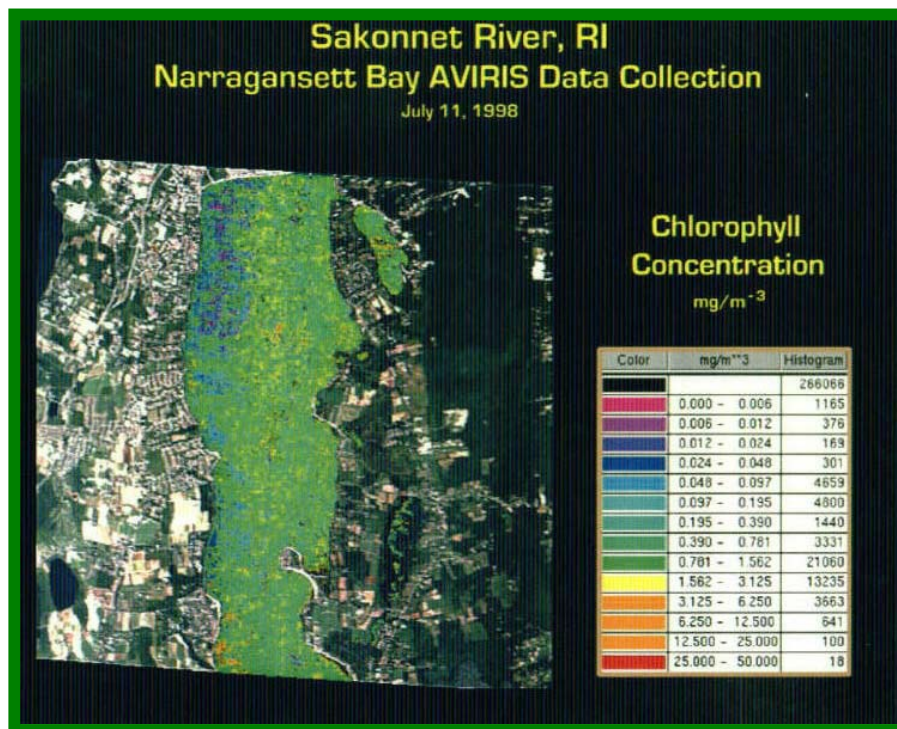 Sakonnet River, RI
Narragansett Bay AVIRIS Data Collection
July 11, 1998
Chlorophyll
Concentration
mg/m-3
Color mg/m**3 Histogram
266066
0.000 - 0.006 1165
0.006 - 0.012 376
0.012 - 0.024 169
0.024 - 0.048 301
0.048 - 0.097 4659
0.097 - 0.195 4800
0.195 - 0.390 1440
0.390 - 0.781 3331
0.781 - 1.562 21060
1.562 - 3.125 13235
3.125 - 6.250 3663
6.250 - 12.500 641
12.500 - 25.000 100
25.000 - 50.000 18